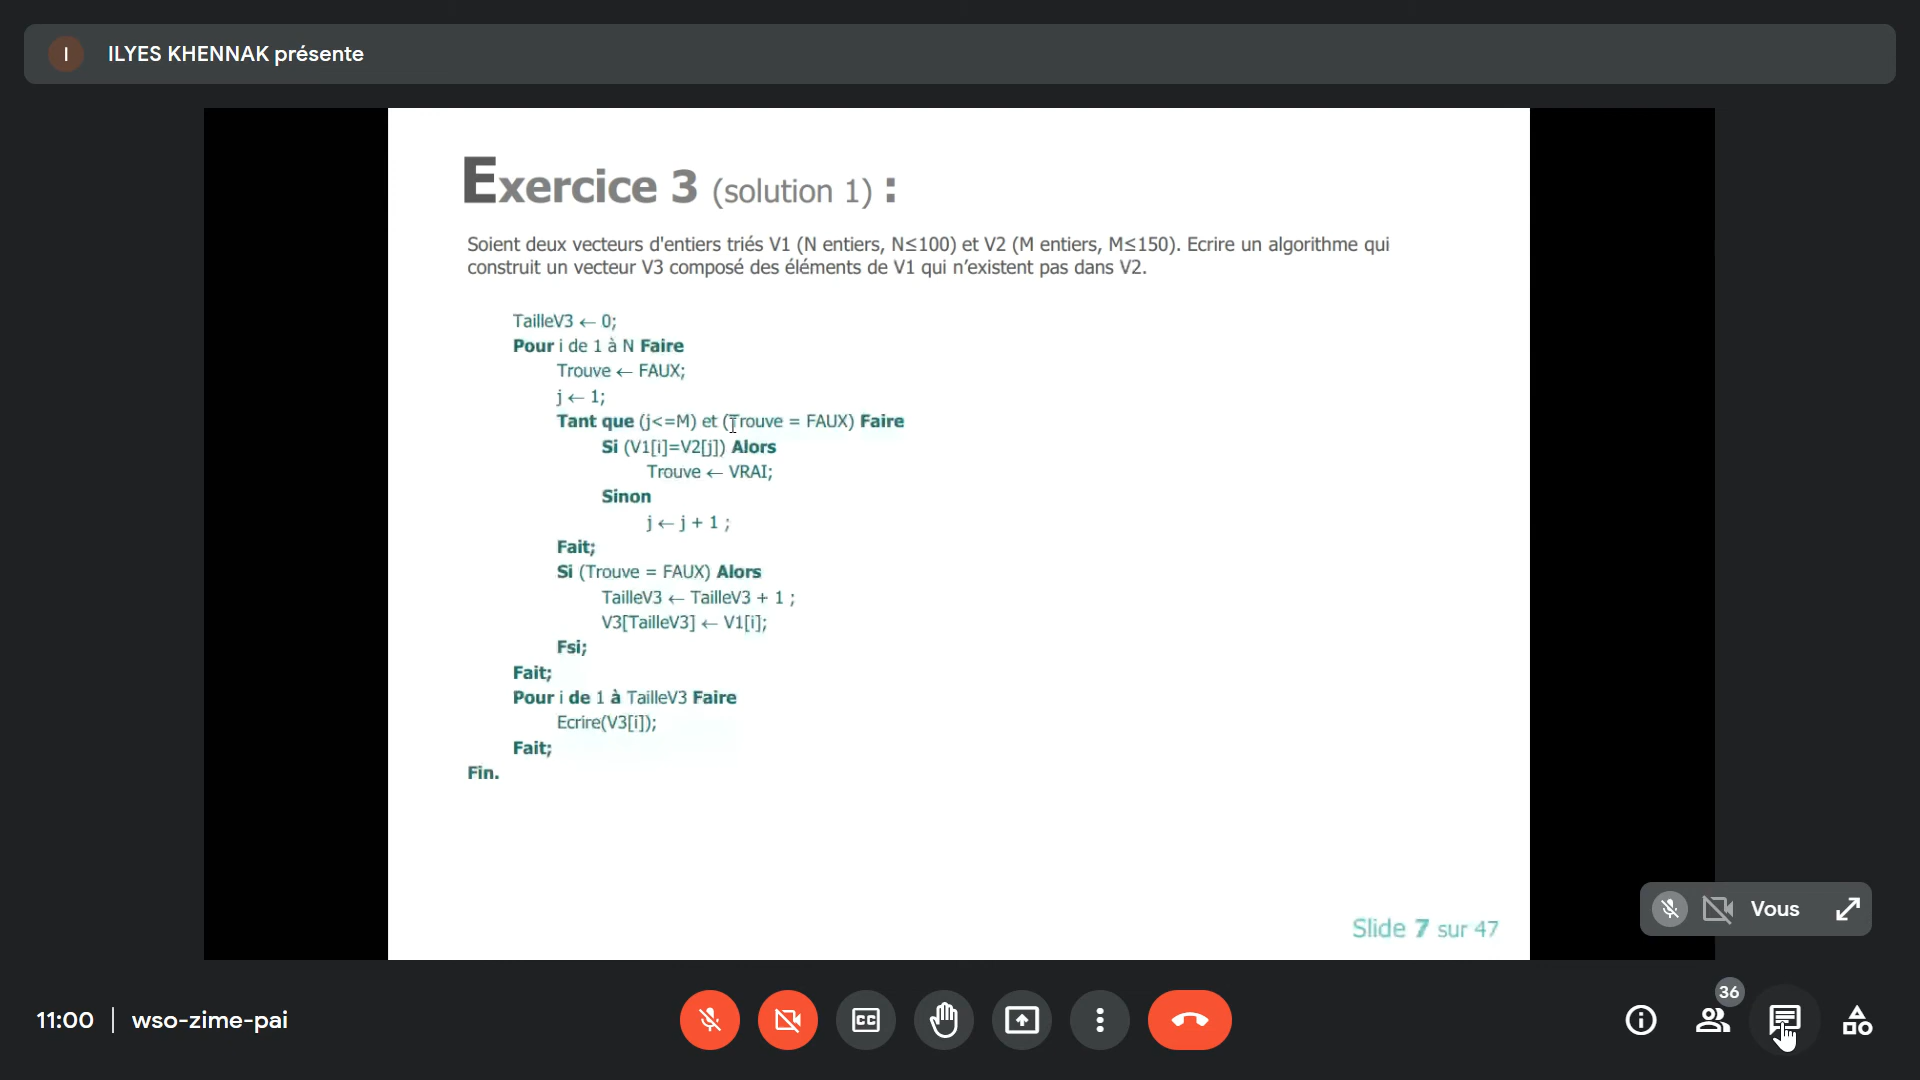 I ILYES KHENNAK présente
Exercice 3 (solution 1) :
Soient deux vecteurs d'entiers triés V1 (N entiers, N≤100) et V2 (M entiers, M≤150). Ecrire un algorithme qui
construit un vecteur V3 composé des éléments de V1 qui n'existent pas dans V2.
TailleV3 ← 0;
Pour i de 1 à N Faire
Trouve ← FAUX;
j ← 1;
Tant que (j<=M) et (Trouve = FAUX) Faire
Si (V1[i]=V2[j]) Alors
Trouve ← VRAI;
Sinon
j ← j + 1 ;
Fait;
Si (Trouve = FAUX) Alors
TailleV3 ← TailleV3 + 1 ;
V3[TailleV3] ← V1[i];
Fsi;
Fait;
Pour i de 1 à TailleV3 Faire
Ecrire(V3[i]);
Fait;
Fin.
Slide 7 sur 47
Vous
11:00 | wso-zime-pai
CC
36